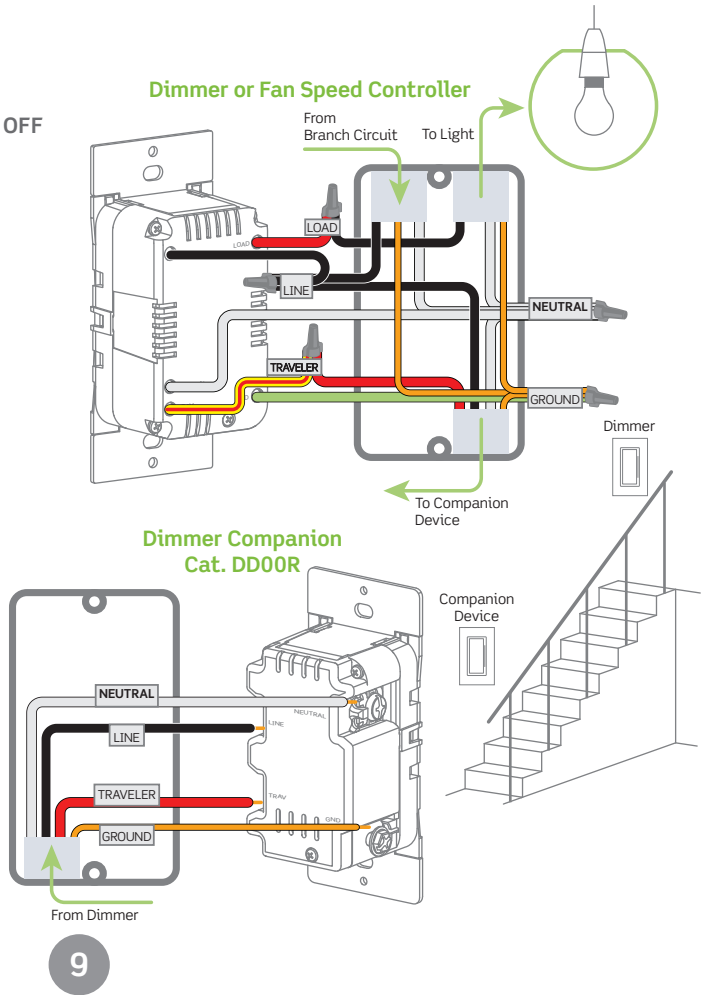 Dimmer or Fan Speed Controller
OFF
From
Branch Circuit
To Light
LOAD
LOAD
LINE
NEUTRAL
TRAVELER
GROUND
To Companion
Device
Dimmer
Dimmer Companion
Cat. DD00R
Companion
Device
NEUTRAL
NEUTRAL
LINE
LINE
TRAVELER
TRAV
GROUND
GND
From Dimmer
9